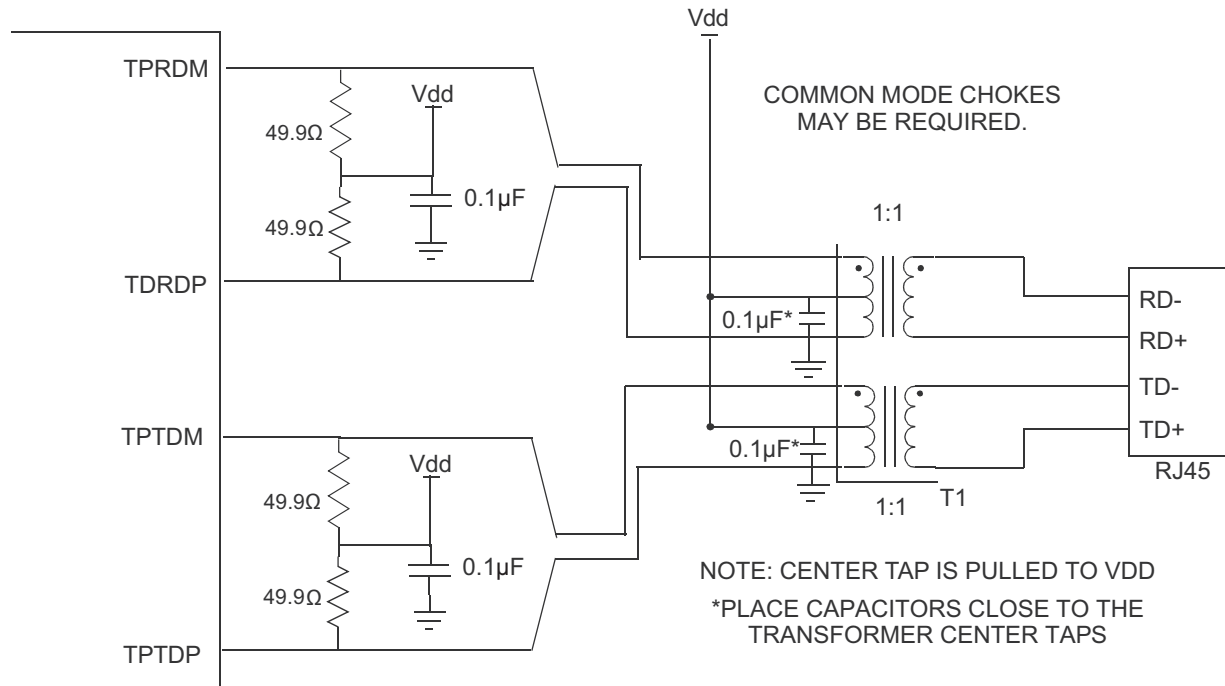 Vdd
TPRDM
Vdd
COMMON MODE CHOKES
MAY BE REQUIRED.
49.9Ω
0.1µF
49.9Ω
1:1
TDRDP
RD-
0.1µF*
RD+
TD-
TPTDM
TD+
0.1µF*
Vdd
RJ45
49.9Ω
T1
1:1
0.1µF
NOTE: CENTER TAP IS PULLED TO VDD
49.9Ω
*PLACE CAPACITORS CLOSE TO THE
TRANSFORMER CENTER TAPS
TPTDP